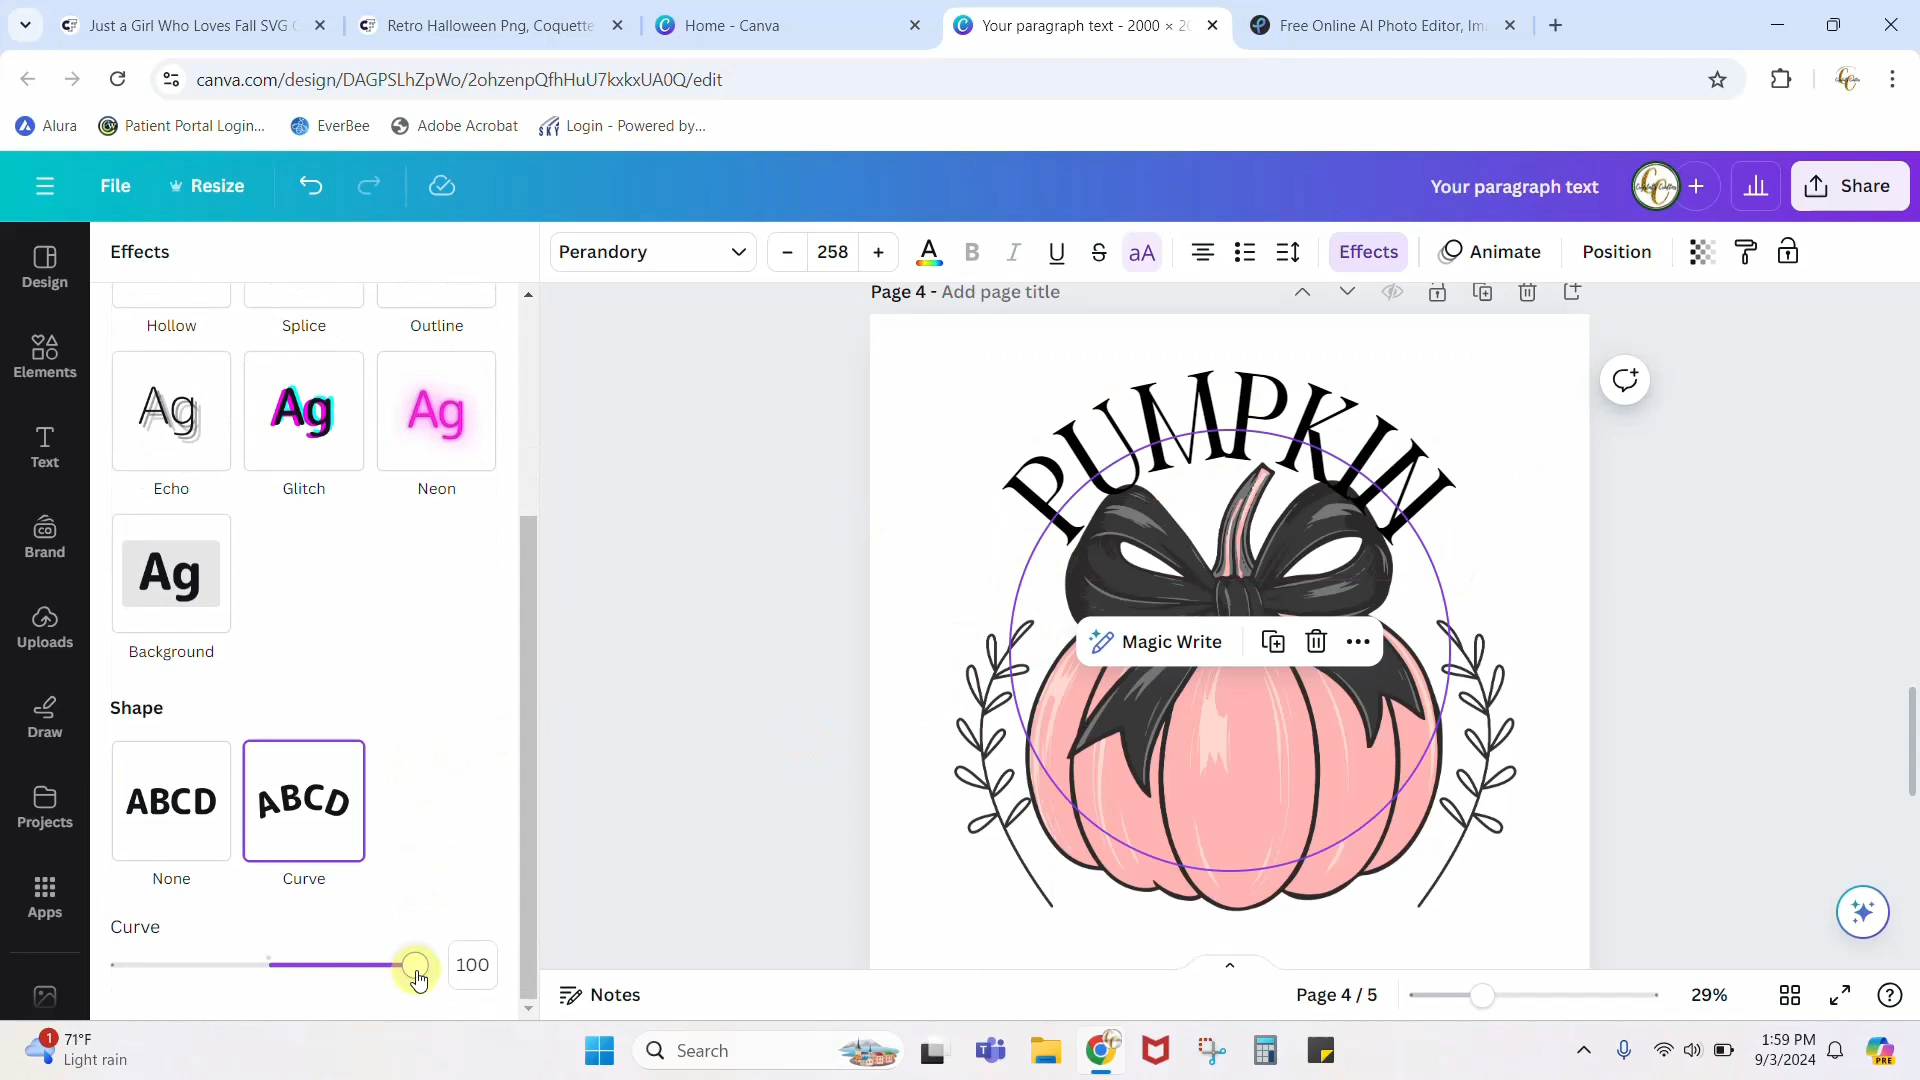 Just a Girl Who Loves Fall SVG C
Retro Halloween Png, Coquette
Home - Canva
Your paragraph text - 2000 × 20
Free Online AI Photo Editor, Im
canva.com/design/DAGPSLhZpWo/2ohzenpQfhHuU7kxkxUA0Q/edit
Alura
Patient Portal Login...
EverBee
Adobe Acrobat
Login - Powered by...
File
Resize
Your paragraph text
Share
Effects
Perandory
258
Effects
Animate
Position
Page 4 - Add page title
Design
Elements
Text
Brand
Uploads
Draw
Projects
Apps
Hollow
Splice
Outline
Ag
Ag
Ag
Echo
Glitch
Neon
Ag
Background
Shape
ABCD
ABCD
None
Curve
Curve
100
PUMPKIN
Magic Write
Notes
Page 4 / 5
29%
1
71°F
Light rain
Search
1:59 PM
9/3/2024
PRE